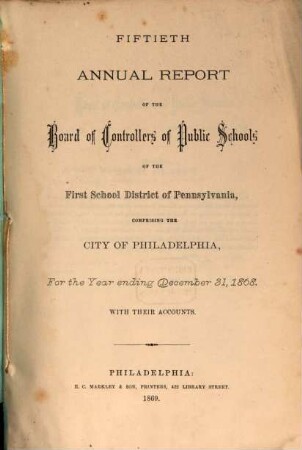 FIFTIETH
ANNUAL REPORT
OF THE
Board of Controllers of Public Schools
OF THE
First School District of Pennsylvania,
COMPRISING THE
CITY OF PHILADELPHIA,
For the Year ending December 31, 1868.
WITH THEIR ACCOUNTS.
PHILADELPHIA:
E. C. MARKLEY & SON, PRINTERS, 422 LIBRARY STREET.
1869.